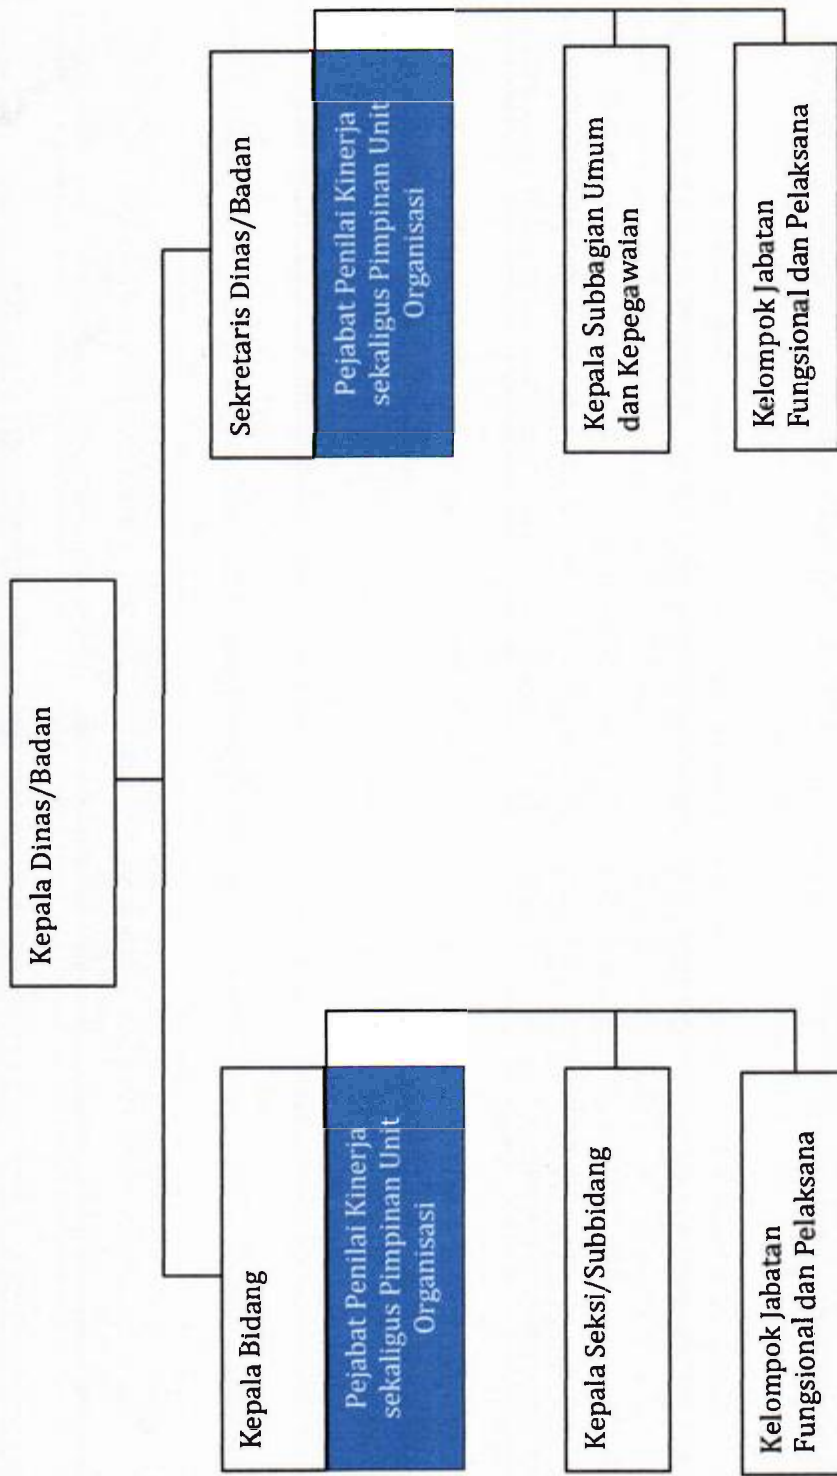 Kepala Dinas/Badan
Kepala Bidang
Pejabat Penilai Kinerja
sekaligus Pimpinan Unit
Organisasi
Kepala Seksi/Subbidang
Kelompok Jabatan
Fungsional dan Pelaksana
Sekretaris Dinas/Badan
Pejabat Penilai Kinerja
sekaligus Pimpinan Unit
Organisasi
Kepala Subbagian Umum
dan Kepegawaian
Kelompok Jabatan
Fungsional dan Pelaksana